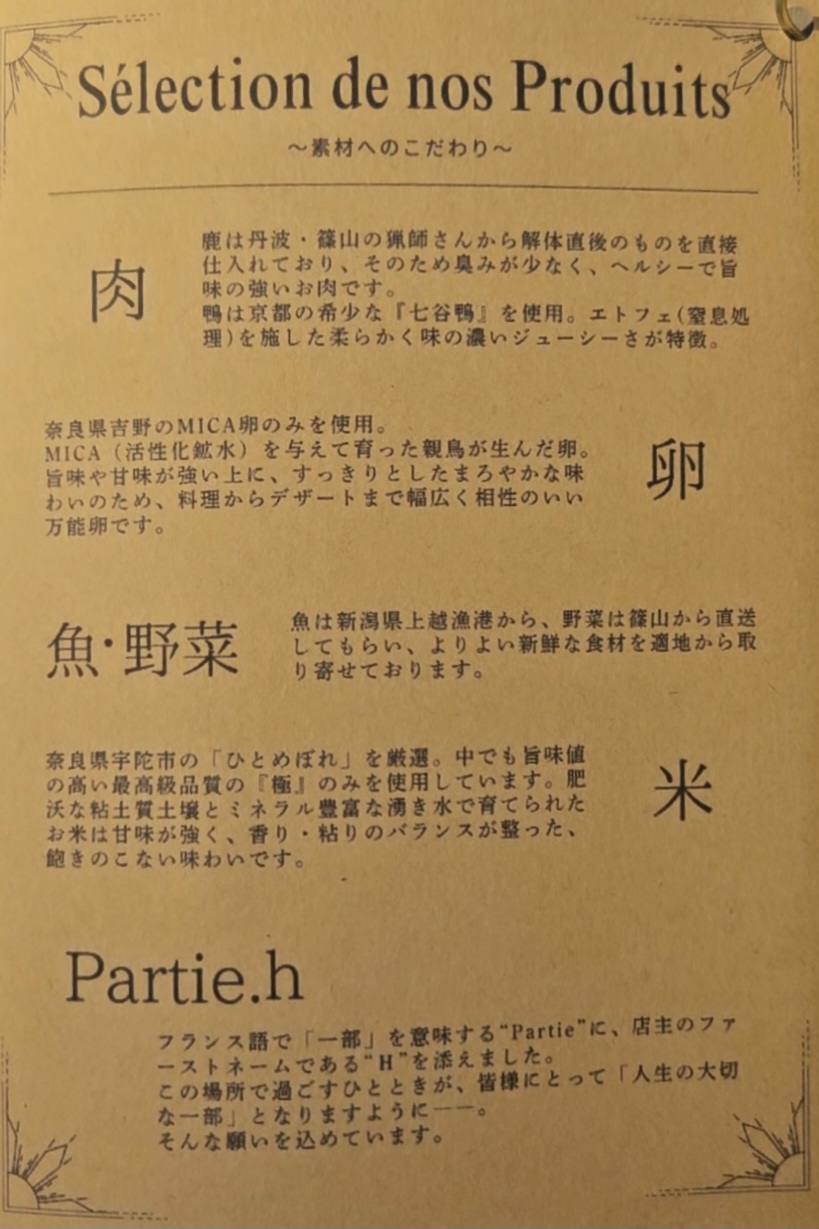 Sélection de nos Produits
～素材へのこだわり～
肉
鹿は丹波・篠山の猟師さんから解体直後のものを直接
仕入れており、そのため臭みが少なく、ヘルシーで旨
味の強いお肉です。
鴨は京都の希少な『七谷鴨』を使用。エトフェ(窒息処
理)を施した柔らかく味の濃いジューシーさが特徴。
卵
奈良県吉野のMICA卵のみを使用。
MICA（活性化鉱水）を与えて育った親鳥が生んだ卵。
旨味や甘味が強い上に、すっきりとしたまろやかな味
わいのため、料理からデザートまで幅広く相性のいい
万能卵です。
魚・野菜
魚は新潟県上越漁港から、野菜は篠山から直送
してもらい、よりよい新鮮な食材を適地から取
り寄せております。
米
奈良県宇陀市の「ひとめぼれ」を厳選。中でも旨味値
の高い最高級品質の『極』のみを使用しています。肥
沃な粘土質土壌とミネラル豊富な湧き水で育てられた
お米は甘味が強く、香り・粘りのバランスが整った、
飽きのこない味わいです。
Partie.h
フランス語で「一部」を意味する“Partie”に、店主のファ
ーストネームである“H”を添えました。
この場所で過ごすひとときが、皆様にとって「人生の大切
な一部」となりますように――。
そんな願いを込めています。